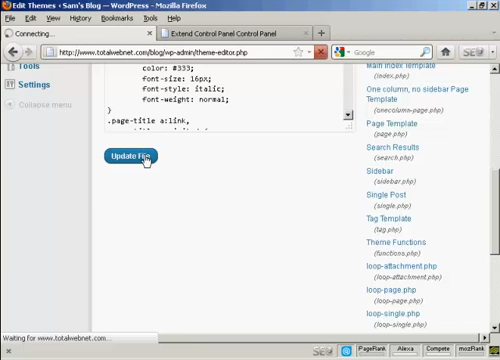 Edit Themes ‹ Sam's Blog — WordPress - Mozilla Firefox
File Edit View History Bookmarks Tools Help
Connecting...
Extend Control Panel Control Panel
http://www.totalwebnet.com/blog/wp-admin/theme-editor.php
Google
Tools
Settings
Collapse menu
color: #333;
font-size: 16px;
font-style: italic;
font-weight: normal;
}
.page-title a:link,
Update File
Main Index Template
(index.php)
One column, no sidebar Page
Template
(onecolumn-page.php)
Page Template
(page.php)
Search Results
(search.php)
Sidebar
(sidebar.php)
Single Post
(single.php)
Tag Template
(tag.php)
Theme Functions
(functions.php)
loop-attachment.php
(loop-attachment.php)
loop-page.php
(loop-page.php)
loop-single.php
(loop-single.php)
Waiting for www.totalwebnet.com...
PageRank
Alexa
mozRank